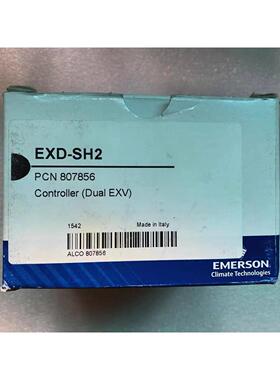 EXD-SH2
PCN 807856
Controller (Dual EXV)
1542
Made in Italy
ALCO 807856
EMERSON
Climate Technologies